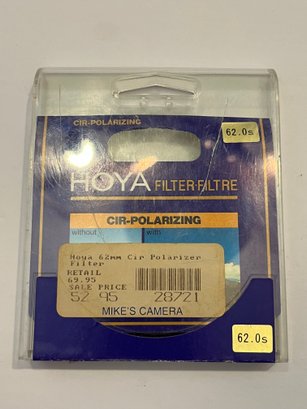 CIR-POLARIZING
62.0s
HOYA FILTER-FILTRE
CIR-POLARIZING
without with
Hoya 62mm Cir Polarizer
Filter
RETAIL
69.95
SALE PRICE
52.95 28721
MIKE'S CAMERA
62.0s